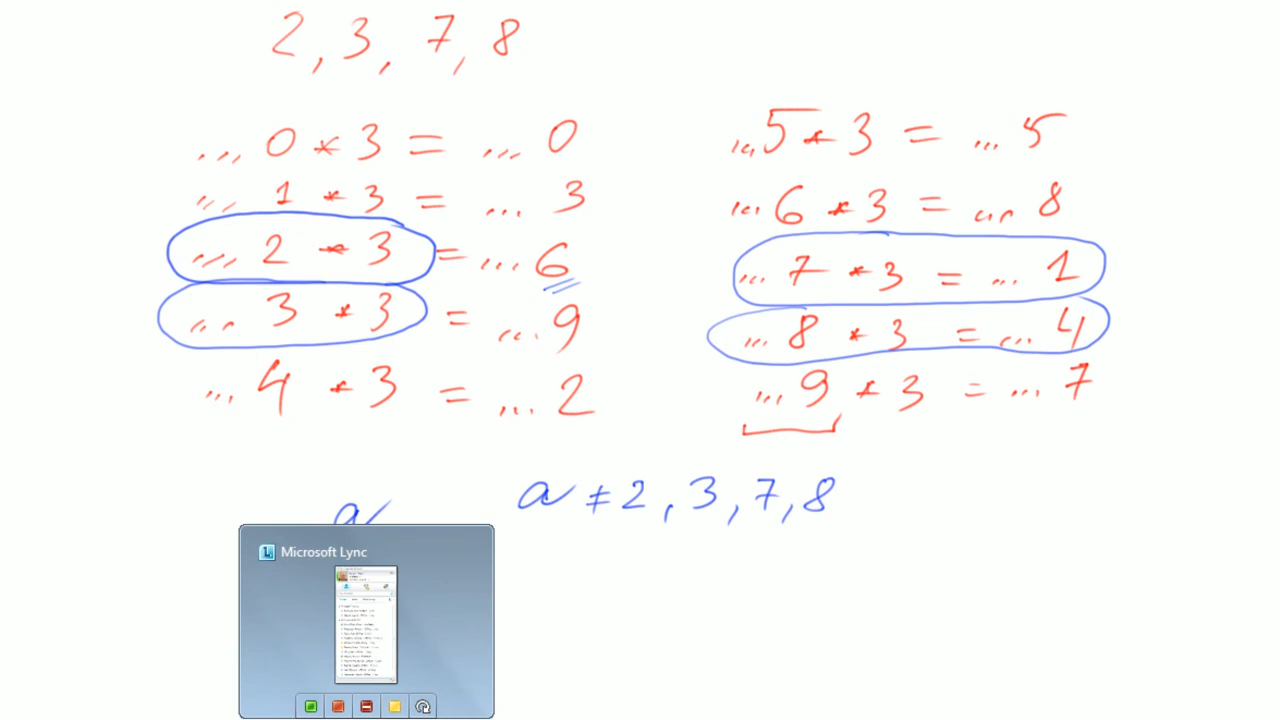 2, 3, 7, 8
...0 * 3 = ...0
...1 * 3 = ...3
...2 * 3 = ...6
...3 * 3 = ...9
...4 * 3 = ...2
...5 * 3 = ...5
...6 * 3 = ...8
...7 * 3 = ...1
...8 * 3 = ...4
...9 * 3 = ...7
a
a ≠ 2, 3, 7, 8
Microsoft Lync